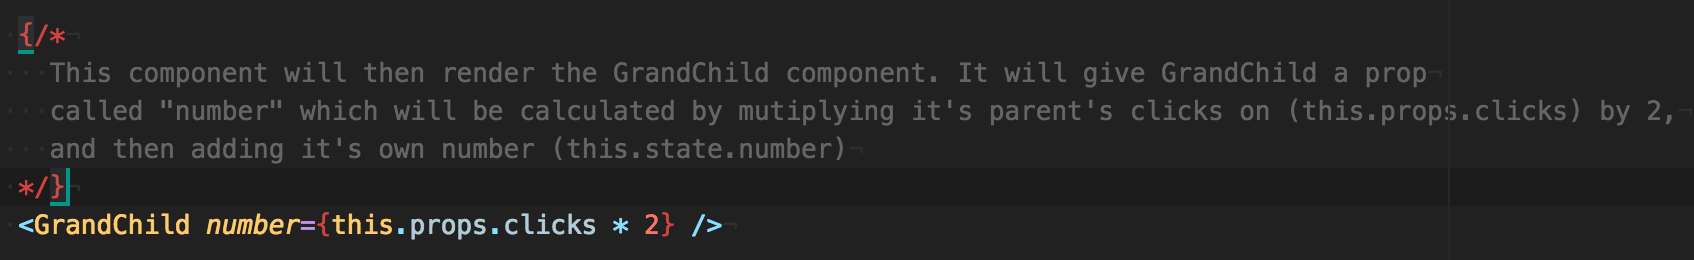 {/*
This component will then render the GrandChild component. It will give GrandChild a prop
called "number" which will be calculated by mutiplying it's parent's clicks on (this.props.clicks) by 2,
and then adding it's own number (this.state.number)
*/}
<GrandChild number={this.props.clicks * 2} />